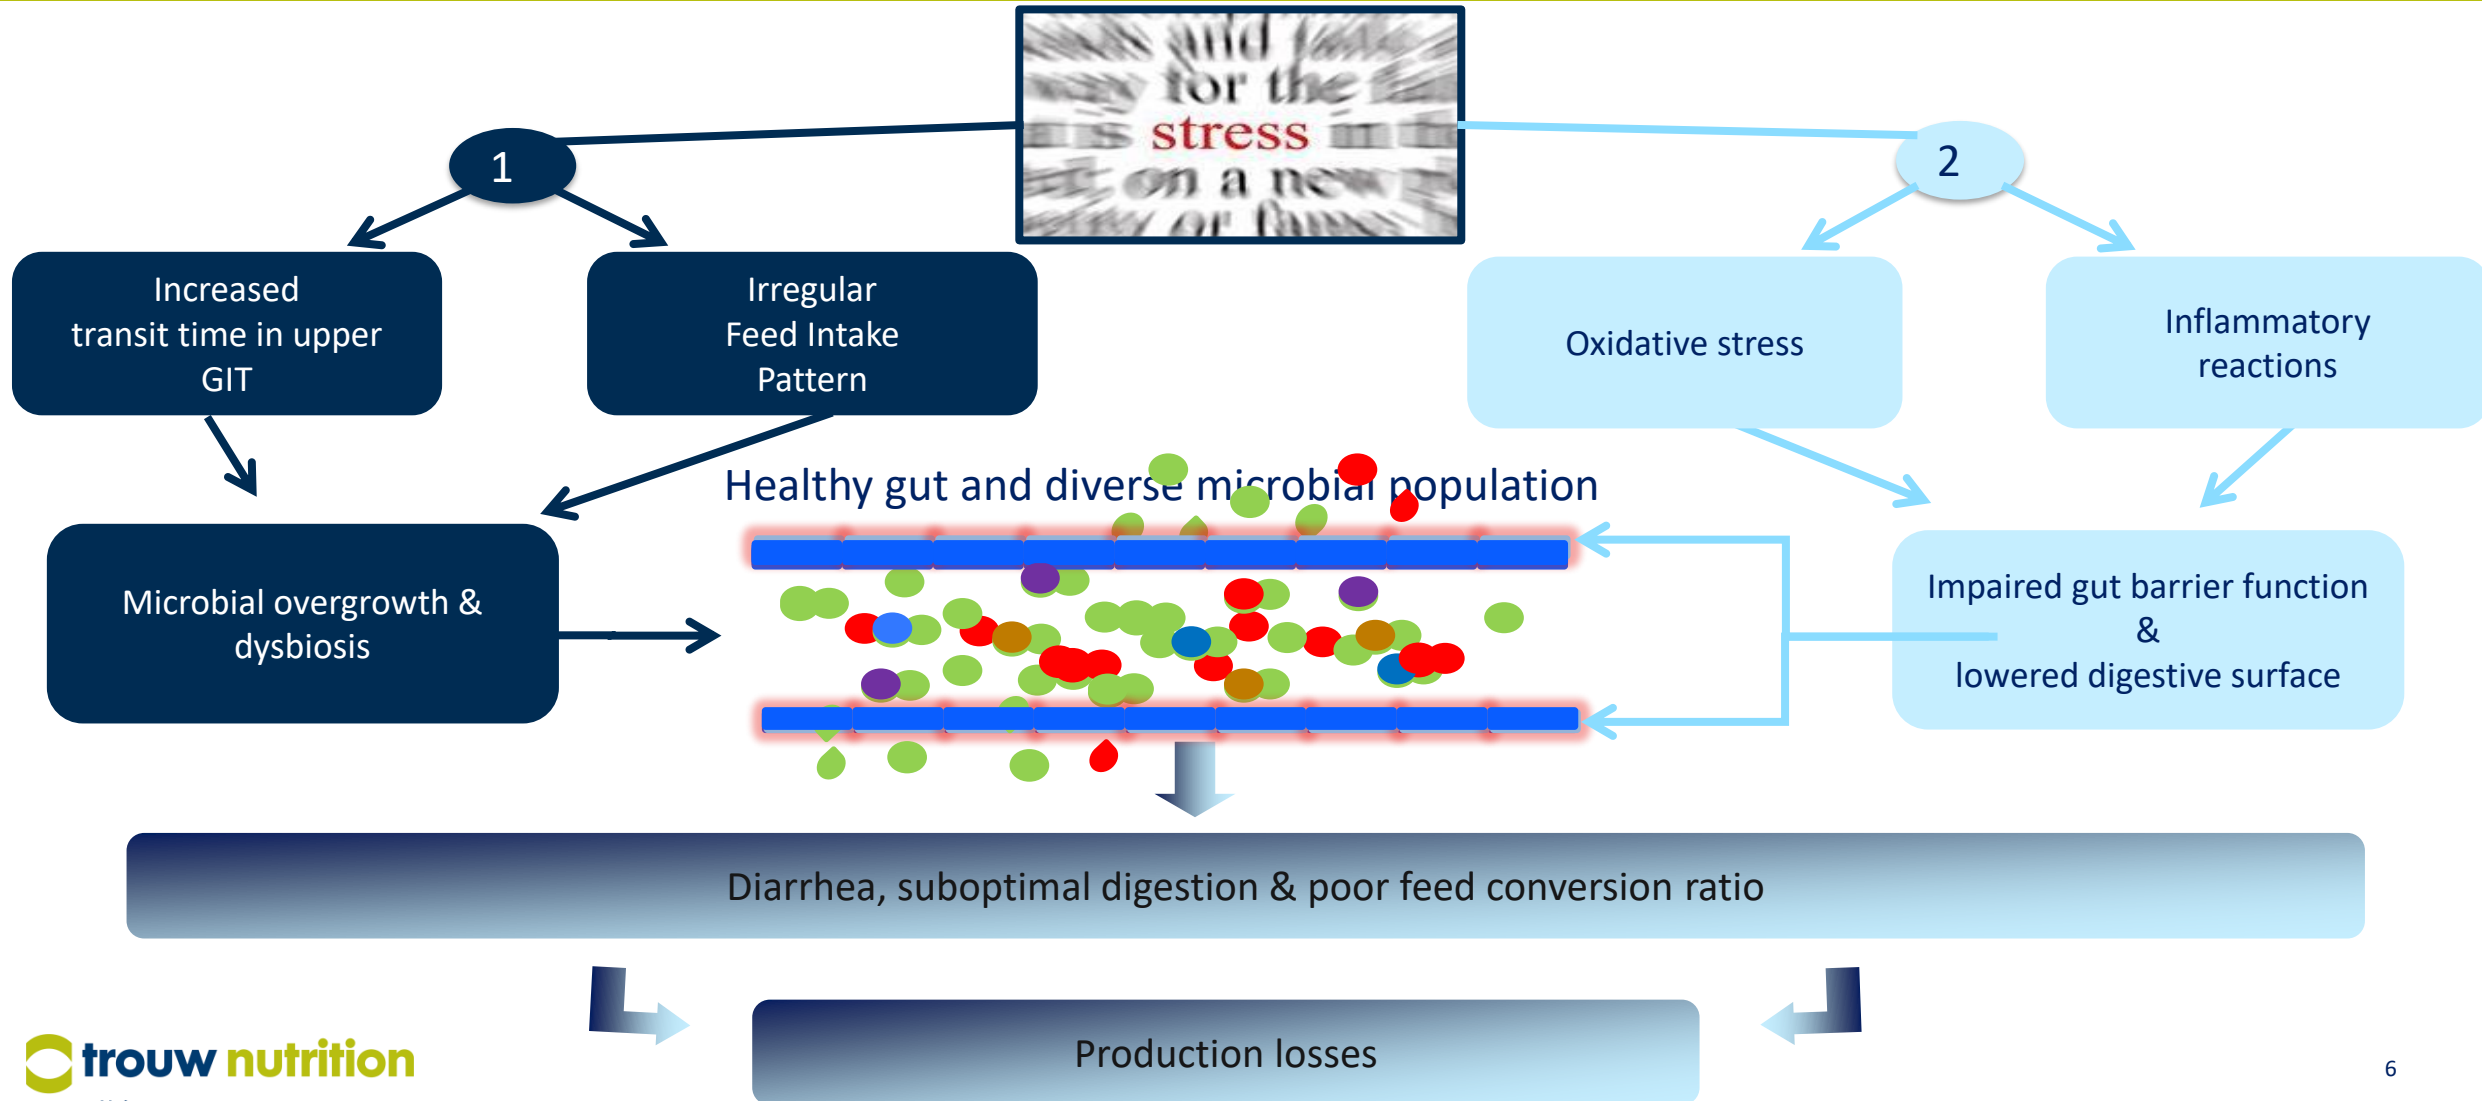 and
for the
stress
on a new
1
2
Increased
transit time in upper
GIT
Irregular
Feed Intake
Pattern
Oxidative stress
Inflammatory
reactions
Healthy gut and diverse microbial population
Microbial overgrowth &
dysbiosis
Impaired gut barrier function
&
lowered digestive surface
Diarrhea, suboptimal digestion & poor feed conversion ratio
Production losses
trouw nutrition
6